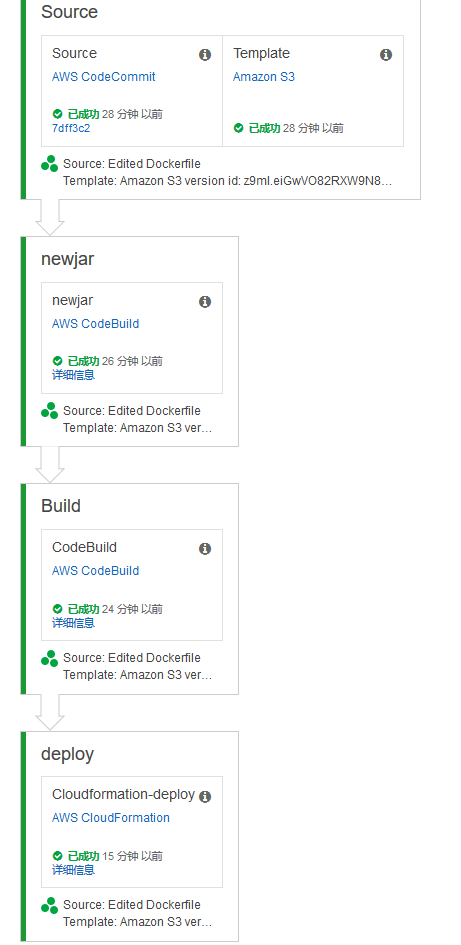 Source
Source
Template
AWS CodeCommit
Amazon S3
已成功 28 分钟 以前
7dff3c2
已成功 28 分钟 以前
Source: Edited Dockerfile
Template: Amazon S3 version id: z9ml.eiGwVO82RXW9N8…
newjar
newjar
AWS CodeBuild
已成功 26 分钟 以前
详细信息
Source: Edited Dockerfile
Template: Amazon S3 ver…
Build
CodeBuild
AWS CodeBuild
已成功 24 分钟 以前
详细信息
Source: Edited Dockerfile
Template: Amazon S3 ver…
deploy
Cloudformation-deploy
AWS CloudFormation
已成功 15 分钟 以前
详细信息
Source: Edited Dockerfile
Template: Amazon S3 ver…